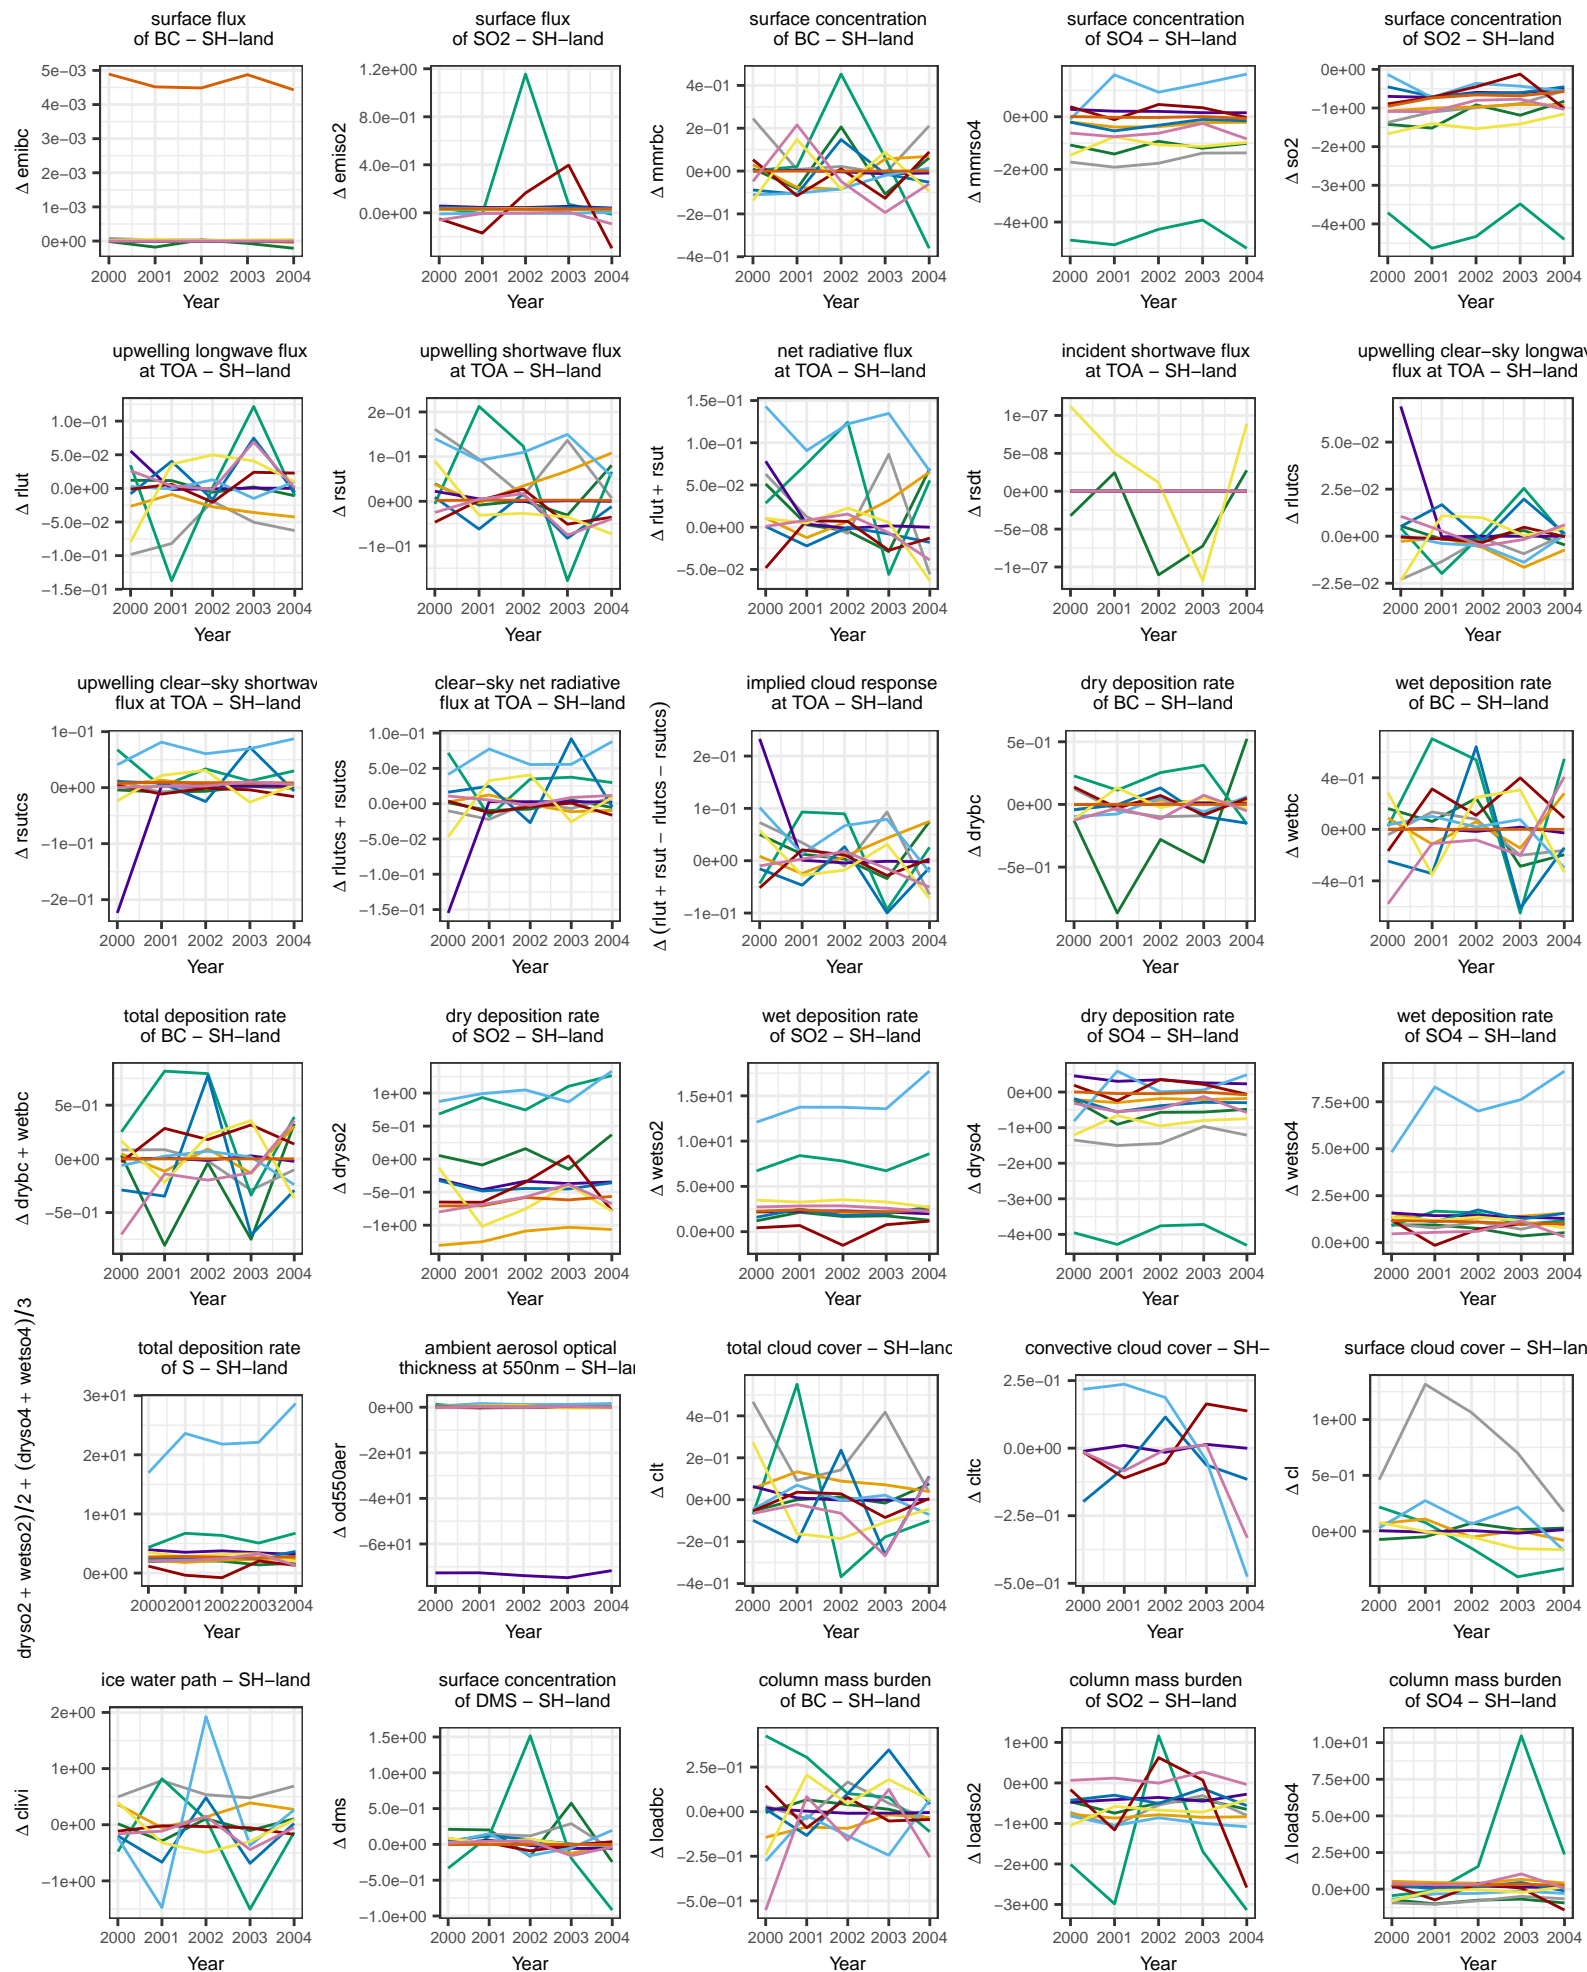 surface flux
of BC − SH−land
Δ emibc
5e−03
4e−03
3e−03
2e−03
1e−03
0e+00
2000 2001 2002 2003 2004
Year
surface flux
of SO2 − SH−land
Δ emiso2
1.2e+00
8.0e−01
4.0e−01
0.0e+00
2000 2001 2002 2003 2004
Year
surface concentration
of BC − SH−land
Δ mmrbc
4e−01
2e−01
0e+00
−2e−01
−4e−01
2000 2001 2002 2003 2004
Year
surface concentration
of SO4 − SH−land
Δ mmrso4
0e+00
−2e+00
−4e+00
2000 2001 2002 2003 2004
Year
surface concentration
of SO2 − SH−land
Δ so2
0e+00
−1e+00
−2e+00
−3e+00
−4e+00
2000 2001 2002 2003 2004
Year
upwelling longwave flux
at TOA − SH−land
Δ rlut
1.0e−01
5.0e−02
0.0e+00
−5.0e−02
−1.0e−01
−1.5e−01
2000 2001 2002 2003 2004
Year
upwelling shortwave flux
at TOA − SH−land
Δ rsut
2e−01
1e−01
0e+00
−1e−01
2000 2001 2002 2003 2004
Year
net radiative flux
at TOA − SH−land
Δ rlut + rsut
1.5e−01
1.0e−01
5.0e−02
0.0e+00
−5.0e−02
2000 2001 2002 2003 2004
Year
incident shortwave flux
at TOA − SH−land
Δ rsdt
1e−07
5e−08
0e+00
−5e−08
−1e−07
2000 2001 2002 2003 2004
Year
upwelling clear−sky longwav
flux at TOA − SH−land
Δ rlutcs
5.0e−02
2.5e−02
0.0e+00
−2.5e−02
2000 2001 2002 2003 2004
Year
upwelling clear−sky shortwav
flux at TOA − SH−land
Δ rsutcs
1e−01
0e+00
−1e−01
−2e−01
2000 2001 2002 2003 2004
Year
clear−sky net radiative
flux at TOA − SH−land
Δ rlutcs + rsutcs
1.0e−01
5.0e−02
0.0e+00
−5.0e−02
−1.0e−01
−1.5e−01
2000 2001 2002 2003 2004
Year
implied cloud response
at TOA − SH−land
Δ (rlut + rsut − rlutcs − rsutcs)
2e−01
1e−01
0e+00
−1e−01
2000 2001 2002 2003 2004
Year
dry deposition rate
of BC − SH−land
Δ drybc
5e−01
0e+00
−5e−01
2000 2001 2002 2003 2004
Year
wet deposition rate
of BC − SH−land
Δ wetbc
4e−01
0e+00
−4e−01
2000 2001 2002 2003 2004
Year
total deposition rate
of BC − SH−land
Δ drybc + wetbc
5e−01
0e+00
−5e−01
2000 2001 2002 2003 2004
Year
dry deposition rate
of SO2 − SH−land
Δ dryso2
1e+00
5e−01
0e+00
−5e−01
−1e+00
2000 2001 2002 2003 2004
Year
wet deposition rate
of SO2 − SH−land
Δ wetso2
1.5e+01
1.0e+01
5.0e+00
0.0e+00
2000 2001 2002 2003 2004
Year
dry deposition rate
of SO4 − SH−land
Δ dryso4
0e+00
−1e+00
−2e+00
−3e+00
−4e+00
2000 2001 2002 2003 2004
Year
wet deposition rate
of SO4 − SH−land
Δ wetso4
7.5e+00
5.0e+00
2.5e+00
0.0e+00
2000 2001 2002 2003 2004
Year
total deposition rate
of S − SH−land
dryso2 + wetso2)/2 + (dryso4 + wetso4)/3
3e+01
2e+01
1e+01
0e+00
2000 2001 2002 2003 2004
Year
ambient aerosol optical
thickness at 550nm − SH−lan
Δ od550aer
0e+00
−2e+01
−4e+01
−6e+01
2000 2001 2002 2003 2004
Year
total cloud cover − SH−land
Δ clt
4e−01
2e−01
0e+00
−2e−01
−4e−01
2000 2001 2002 2003 2004
Year
convective cloud cover − SH−
Δ cltc
2.5e−01
0.0e+00
−2.5e−01
−5.0e−01
2000 2001 2002 2003 2004
Year
surface cloud cover − SH−lan
Δ cl
1e+00
5e−01
0e+00
2000 2001 2002 2003 2004
Year
ice water path − SH−land
Δ clivi
2e+00
1e+00
0e+00
−1e+00
2000 2001 2002 2003 2004
Year
surface concentration
of DMS − SH−land
Δ dms
1.5e+00
1.0e+00
5.0e−01
0.0e+00
−5.0e−01
−1.0e+00
2000 2001 2002 2003 2004
Year
column mass burden
of BC − SH−land
Δ loadbc
2.5e−01
0.0e+00
−2.5e−01
−5.0e−01
2000 2001 2002 2003 2004
Year
column mass burden
of SO2 − SH−land
Δ loadso2
1e+00
0e+00
−1e+00
−2e+00
−3e+00
2000 2001 2002 2003 2004
Year
column mass burden
of SO4 − SH−land
Δ loadso4
1.0e+01
7.5e+00
5.0e+00
2.5e+00
0.0e+00
2000 2001 2002 2003 2004
Year